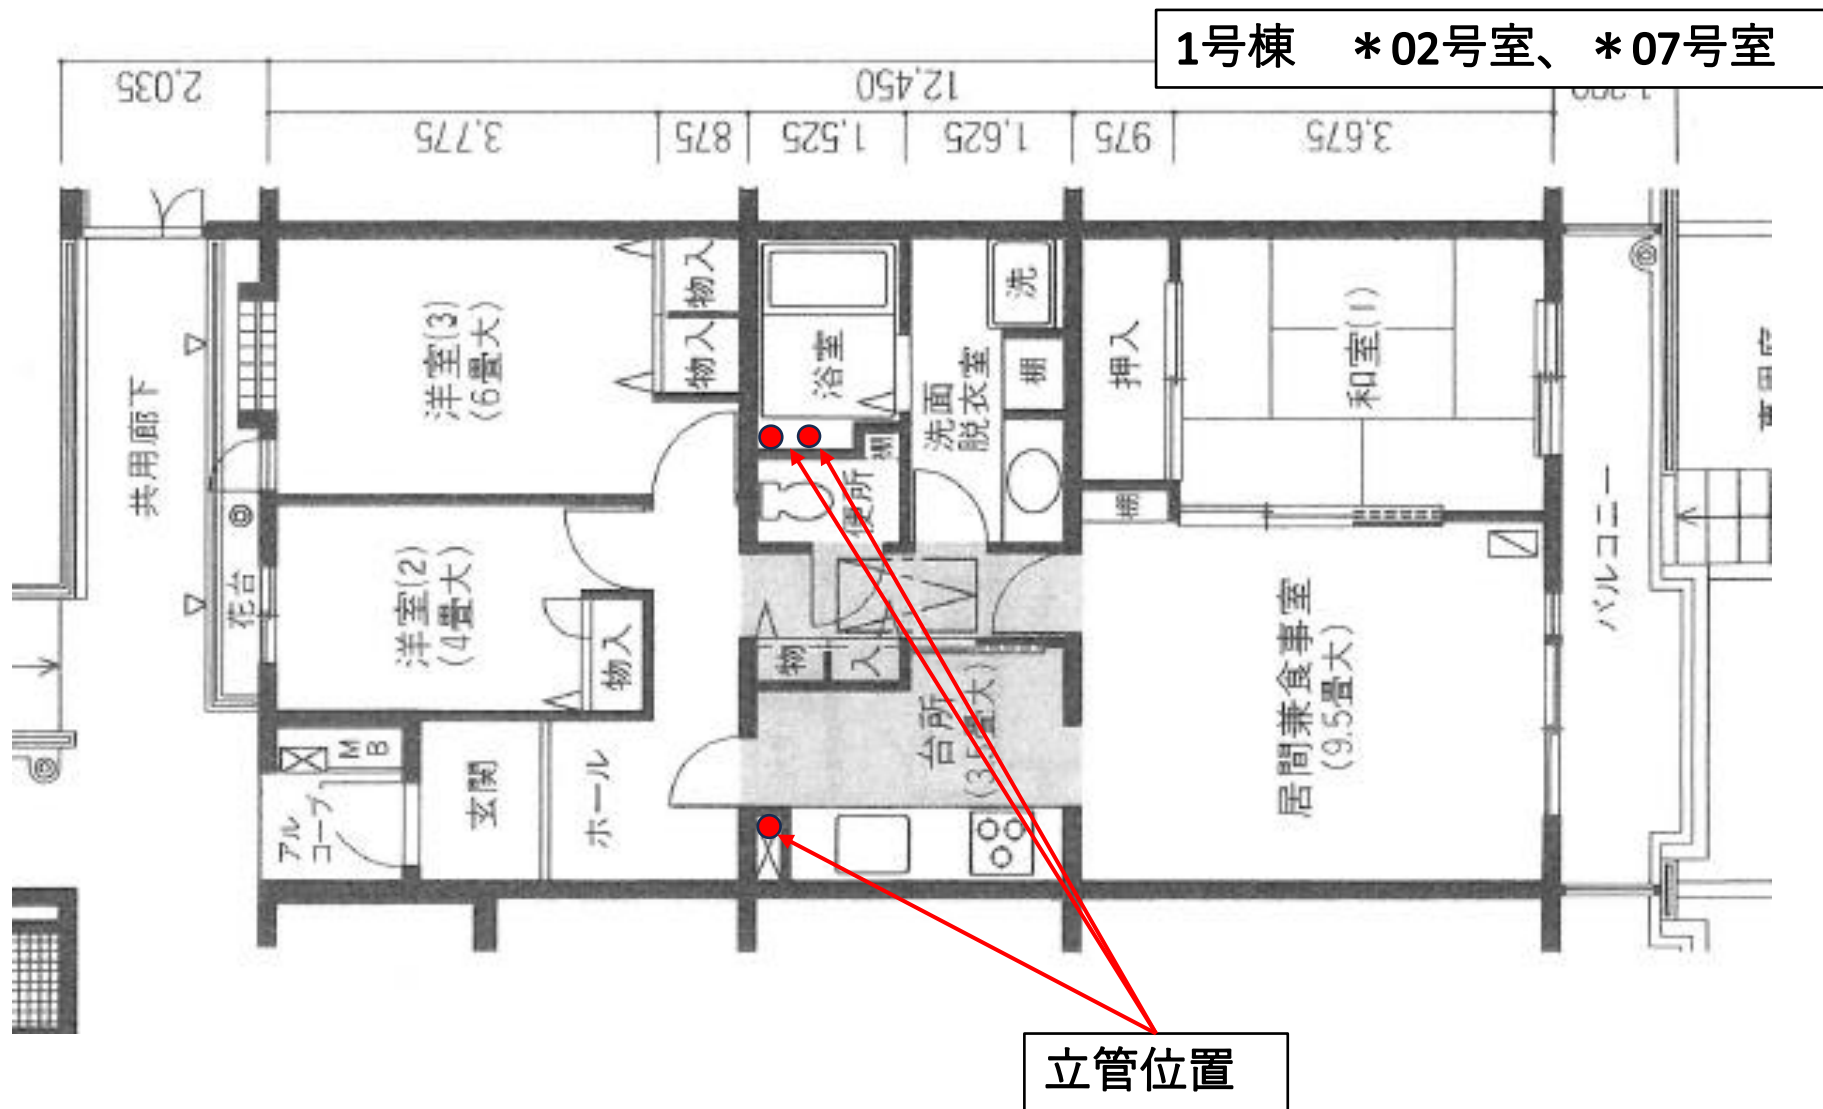 1号棟 *02号室、*07号室
2,035
12,450
3,775
875
1,525
1,625
975
3,675
共用廊下
洋室(3)
(6畳大)
物入
物入
浴室
洗面
脱衣室
洗
棚
押入
和室(1)
棚
便所
棚
バルコニー
花台
洋室(2)
(4畳大)
物入
物
入
台所
居間兼食事室
(9.5畳大)
M
B
アル
コーブ
玄関
ホール
立管位置